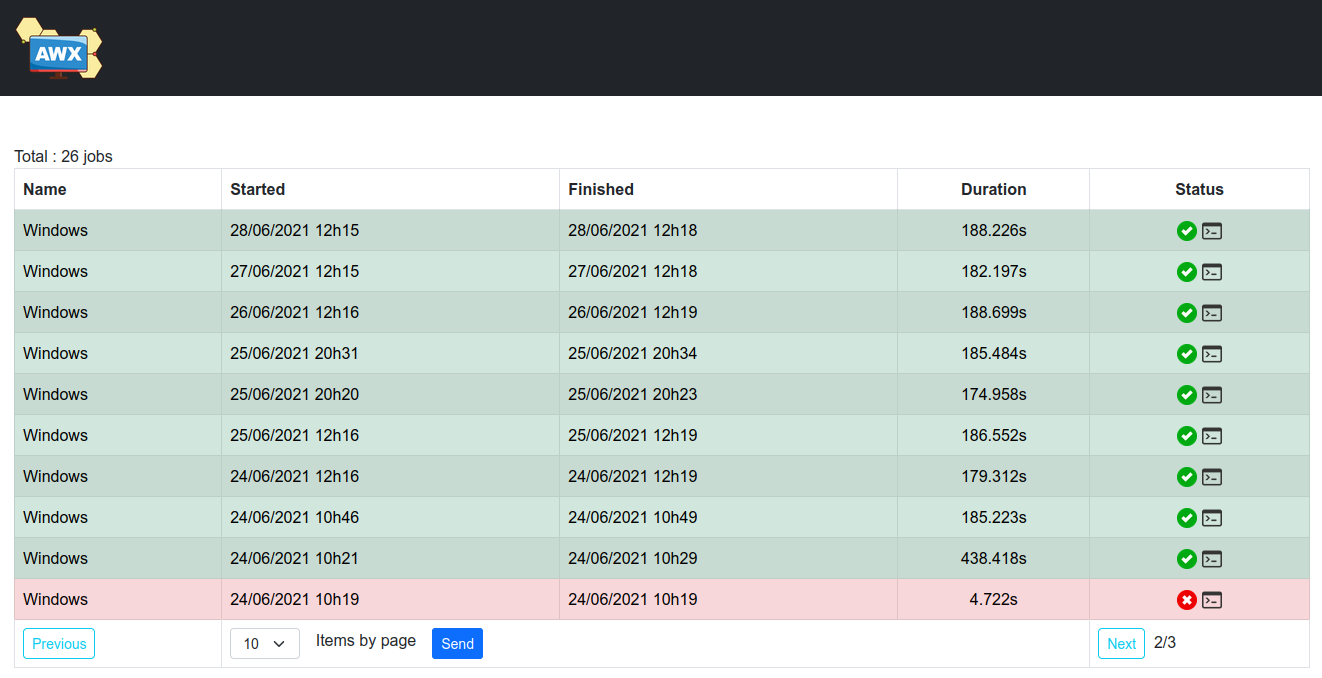 AWX
Total : 26 jobs
Name Started Finished Duration Status
Windows 28/06/2021 12h15 28/06/2021 12h18 188.226s
Windows 27/06/2021 12h15 27/06/2021 12h18 182.197s
Windows 26/06/2021 12h16 26/06/2021 12h19 188.699s
Windows 25/06/2021 20h31 25/06/2021 20h34 185.484s
Windows 25/06/2021 20h20 25/06/2021 20h23 174.958s
Windows 25/06/2021 12h16 25/06/2021 12h19 186.552s
Windows 24/06/2021 12h16 24/06/2021 12h19 179.312s
Windows 24/06/2021 10h46 24/06/2021 10h49 185.223s
Windows 24/06/2021 10h21 24/06/2021 10h29 438.418s
Windows 24/06/2021 10h19 24/06/2021 10h19 4.722s
Previous 10 Items by page Send Next 2/3